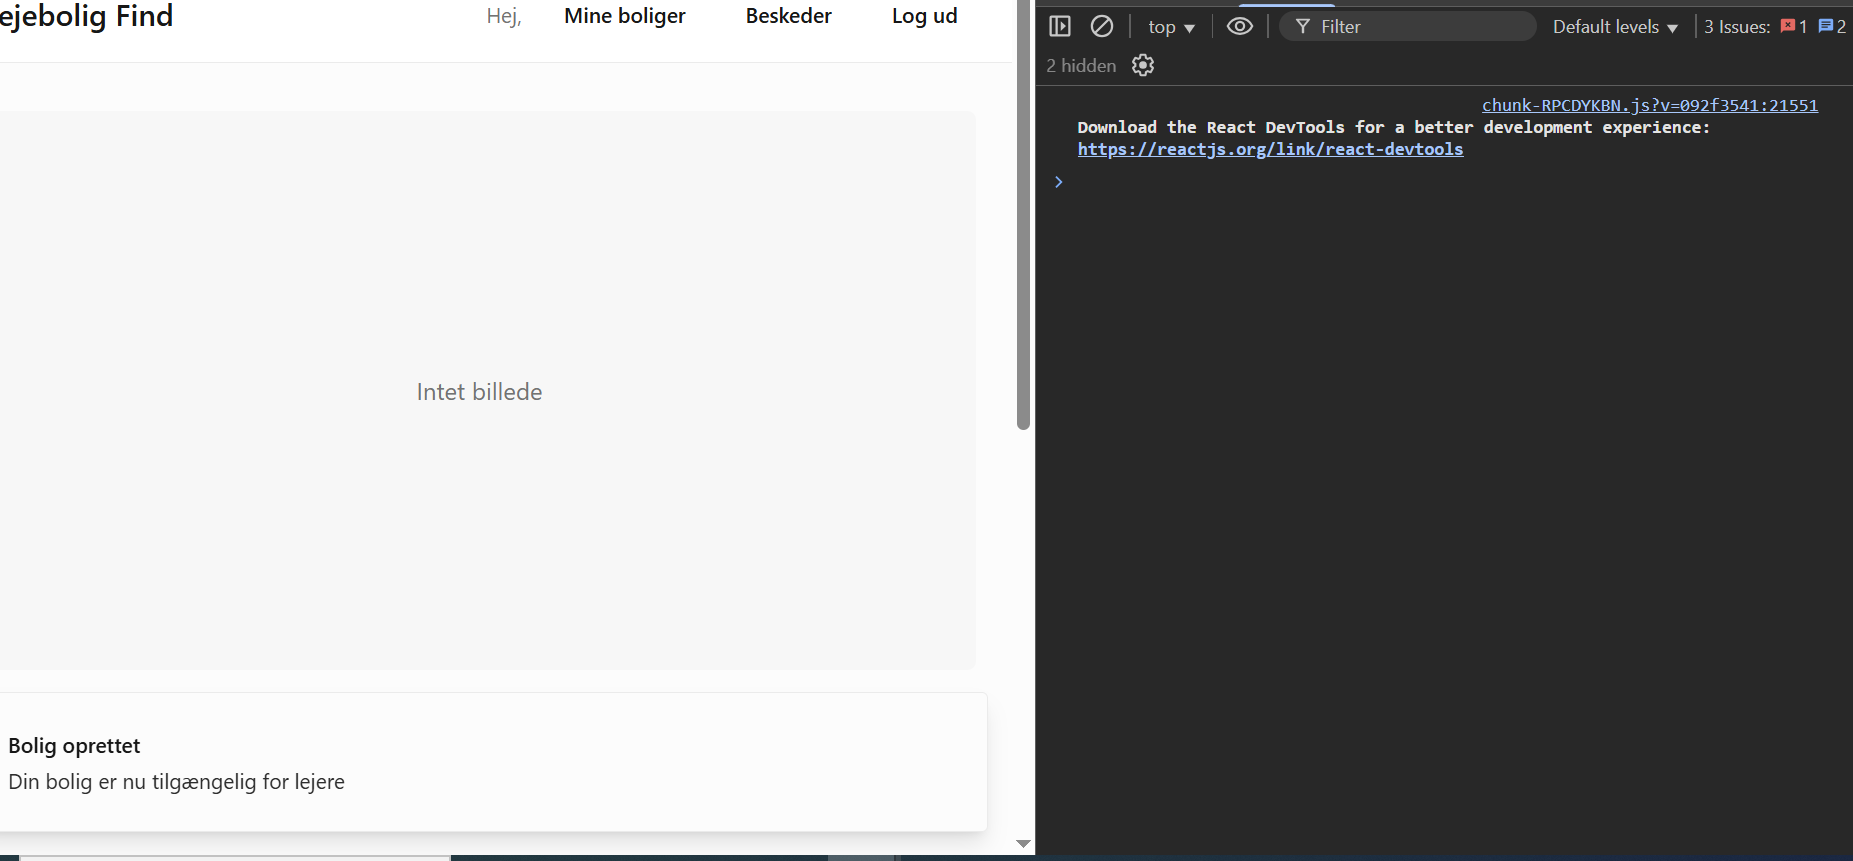 ejebolig Find
Hej,
Mine boliger
Beskeder
Log ud
Intet billede
Bolig oprettet
Din bolig er nu tilgængelig for lejere
top
Filter
Default levels
3 Issues:
1
2
2 hidden
chunk-RPCDYKBN.js?v=092f3541:21551
Download the React DevTools for a better development experience:
https://reactjs.org/link/react-devtools